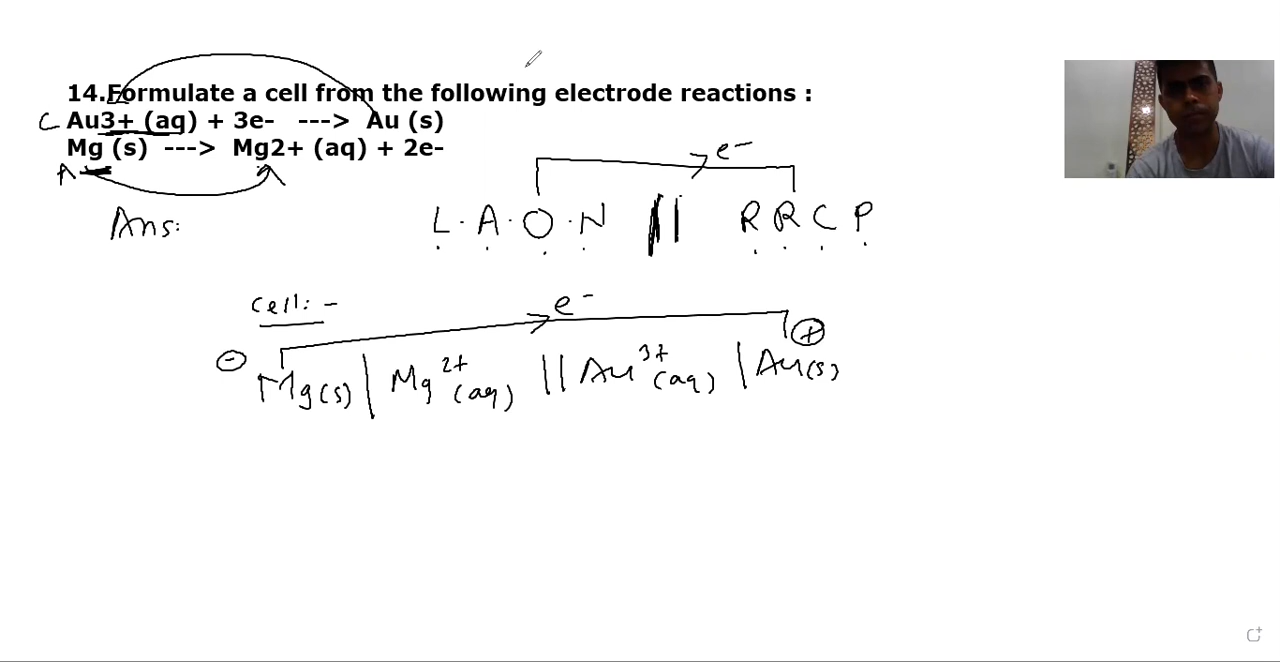 14.Formulate a cell from the following electrode reactions :
C Au3+ (aq) + 3e- ---> Au (s)
Mg (s) ---> Mg2+ (aq) + 2e-
A
e-
Ans:
L . A . O . N || R R C P
Cell: -
e-
- Mg(s) | Mg2+ (aq) || Au3+ (aq) | Au(s) +